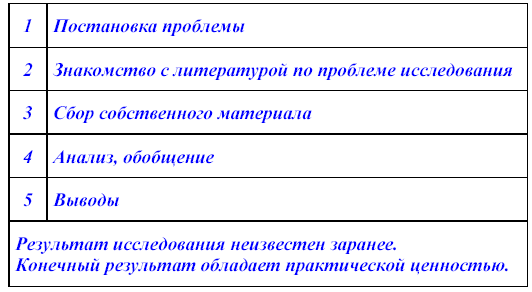 1 Постановка проблемы
2 Знакомство с литературой по проблеме исследования
3 Сбор собственного материала
4 Анализ, обобщение
5 Выводы
Результат исследования неизвестен заранее.
Конечный результат обладает практической ценностью.